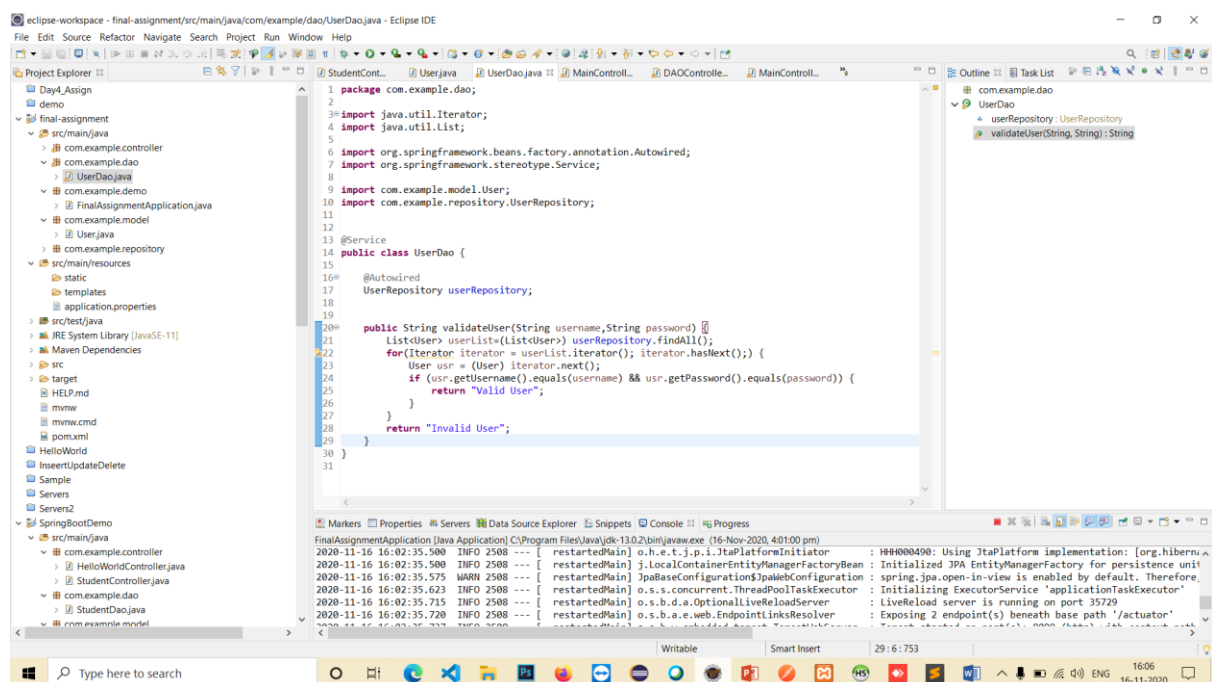 eclipse-workspace - final-assignment/src/main/java/com/example/dao/UserDao.java - Eclipse IDE
File Edit Source Refactor Navigate Search Project Run Window Help
Project Explorer
Day4_Assign
demo
final-assignment
src/main/java
com.example.controller
com.example.dao
UserDao.java
com.example.demo
FinalAssignmentApplication.java
com.example.model
User.java
com.example.repository
src/main/resources
static
templates
application.properties
src/test/java
JRE System Library [JavaSE-11]
Maven Dependencies
src
target
HELP.md
mvnw
mvnw.cmd
pom.xml
HelloWorld
InseertUpdateDelete
Sample
Servers
Servers2
SpringBootDemo
src/main/java
com.example.controller
HelloWorldController.java
StudentController.java
com.example.dao
StudentDao.java
com.example.model
StudentCont... User.java UserDao.java MainControll... DAOControlle... MainControll...
1 package com.example.dao;
2
3 import java.util.Iterator;
4 import java.util.List;
5
6 import org.springframework.beans.factory.annotation.Autowired;
7 import org.springframework.stereotype.Service;
8
9 import com.example.model.User;
10 import com.example.repository.UserRepository;
11
12
13 @Service
14 public class UserDao {
15
16 @Autowired
17 UserRepository userRepository;
18
19
20 public String validateUser(String username,String password) {
21 List<User> userList=(List<User>) userRepository.findAll();
22 for(Iterator iterator = userList.iterator(); iterator.hasNext();) {
23 User usr = (User) iterator.next();
24 if (usr.getUsername().equals(username) && usr.getPassword().equals(password)) {
25 return "Valid User";
26 }
27 }
28 return "Invalid User";
29 }
30 }
31
Outline Task List
com.example.dao
UserDao
userRepository : UserRepository
validateUser(String, String) : String
Markers Properties Servers Data Source Explorer Snippets Console Progress
FinalAssignmentApplication [Java Application] C:\Program Files\Java\jdk-13.0.2\bin\javaw.exe (16-Nov-2020, 4:01:00 pm)
2020-11-16 16:02:35.500 INFO 2508 --- [ restartedMain] o.h.e.t.j.p.i.JtaPlatformInitiator : HHH000490: Using JtaPlatform implementation: [org.hiberna
2020-11-16 16:02:35.500 INFO 2508 --- [ restartedMain] j.LocalContainerEntityManagerFactoryBean : Initialized JPA EntityManagerFactory for persistence unit
2020-11-16 16:02:35.575 WARN 2508 --- [ restartedMain] JpaBaseConfiguration$JpaWebConfiguration : spring.jpa.open-in-view is enabled by default. Therefore,
2020-11-16 16:02:35.623 INFO 2508 --- [ restartedMain] o.s.s.concurrent.ThreadPoolTaskExecutor : Initializing ExecutorService 'applicationTaskExecutor'
2020-11-16 16:02:35.715 INFO 2508 --- [ restartedMain] o.s.b.d.a.OptionalLiveReloadServer : LiveReload server is running on port 35729
2020-11-16 16:02:35.720 INFO 2508 --- [ restartedMain] o.s.b.a.e.web.EndpointLinksResolver : Exposing 2 endpoint(s) beneath base path '/actuator'
Writable Smart Insert 29 : 6 : 753
Type here to search
ENG
16:06
16-11-2020